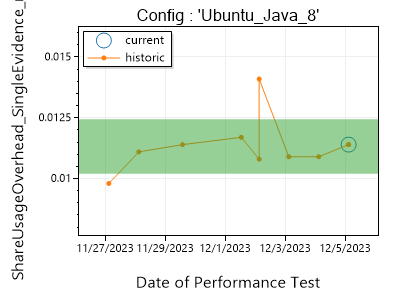 Config : 'Ubuntu_Java_8'
current
historic
ShareUsageOverhead_SingleEvidence_
0.015
0.0125
0.01
11/27/2023 11/29/2023 12/1/2023 12/3/2023 12/5/2023
Date of Performance Test